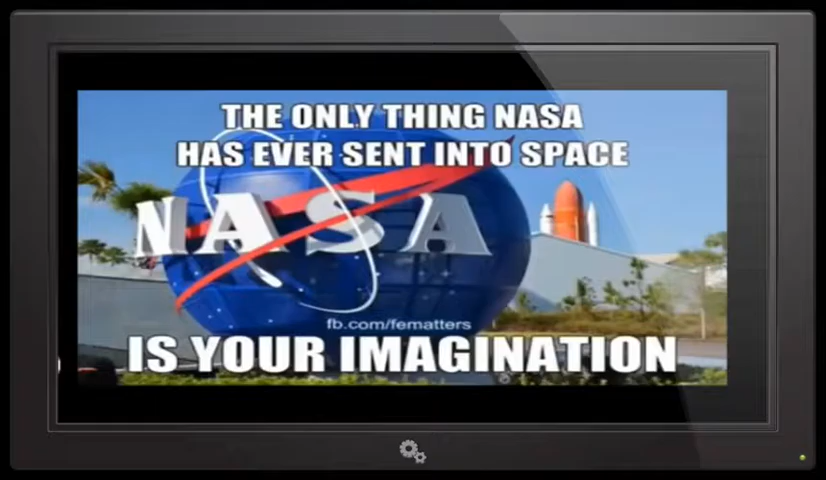 THE ONLY THING NASA
HAS EVER SENT INTO SPACE
NASA
fb.com/fematters
IS YOUR IMAGINATION